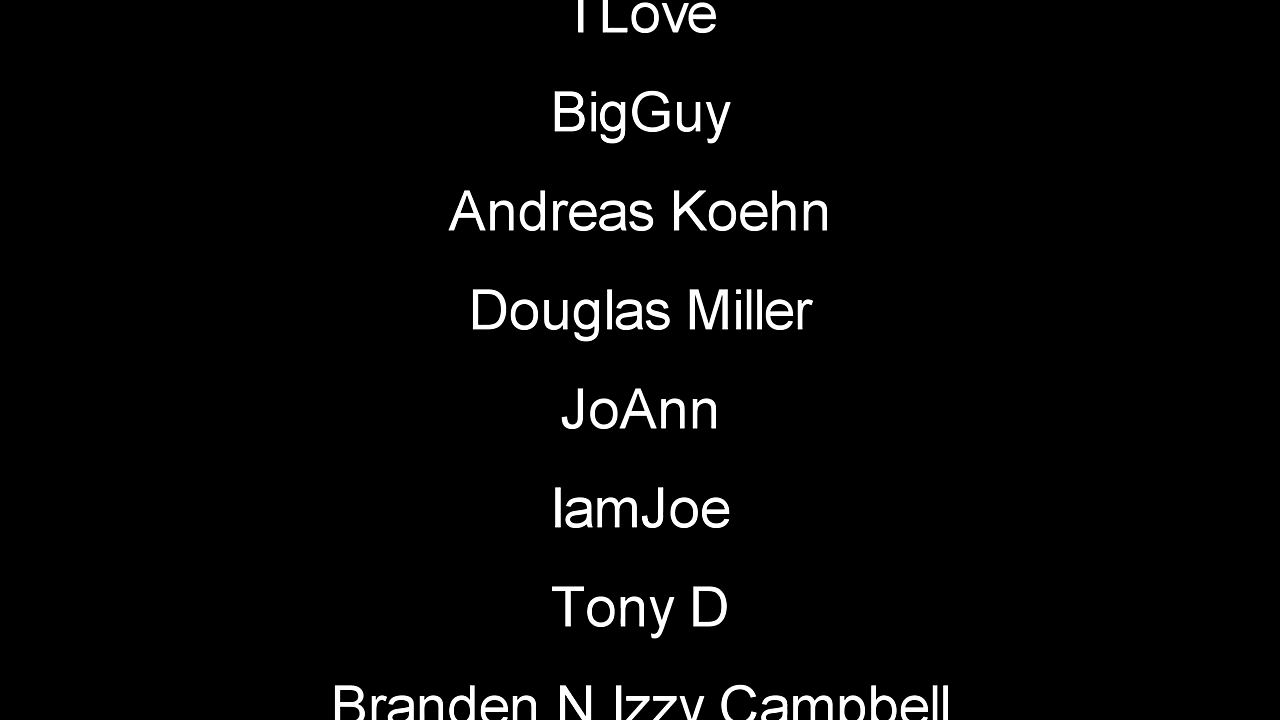 TLove
BigGuy
Andreas Koehn
Douglas Miller
JoAnn
IamJoe
Tony D
Branden N Izzy Campbell